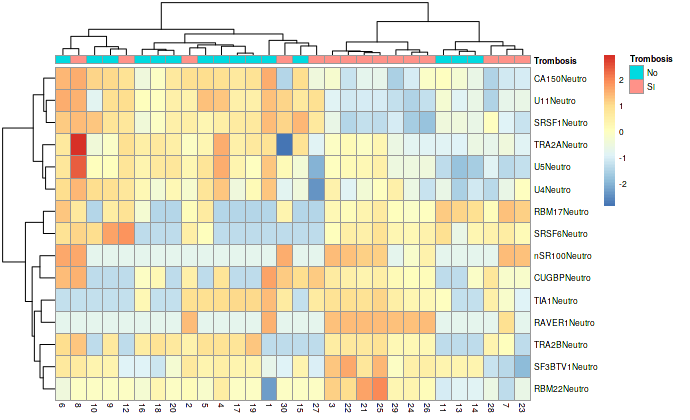 Trombosis
Trombosis
No
SI
2
1
0
-1
-2
CA150Neutro
U11Neutro
SRSF1Neutro
TRA2ANeutro
U5Neutro
U4Neutro
RBM17Neutro
SRSF6Neutro
nSR100Neutro
CUGBPNeutro
TIA1Neutro
RAVER1Neutro
TRA2BNeutro
SF3BTV1Neutro
RBM22Neutro
6 8 10 9 12 16 18 20 2 5 4 17 19 1 30 15 27 3 22 21 25 29 24 26 11 13 14 28 7 23